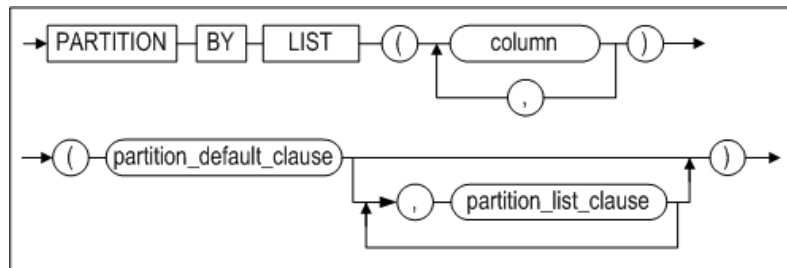 PARTITION BY LIST ( column )
,
( partition_default_clause )
, partition_list_clause